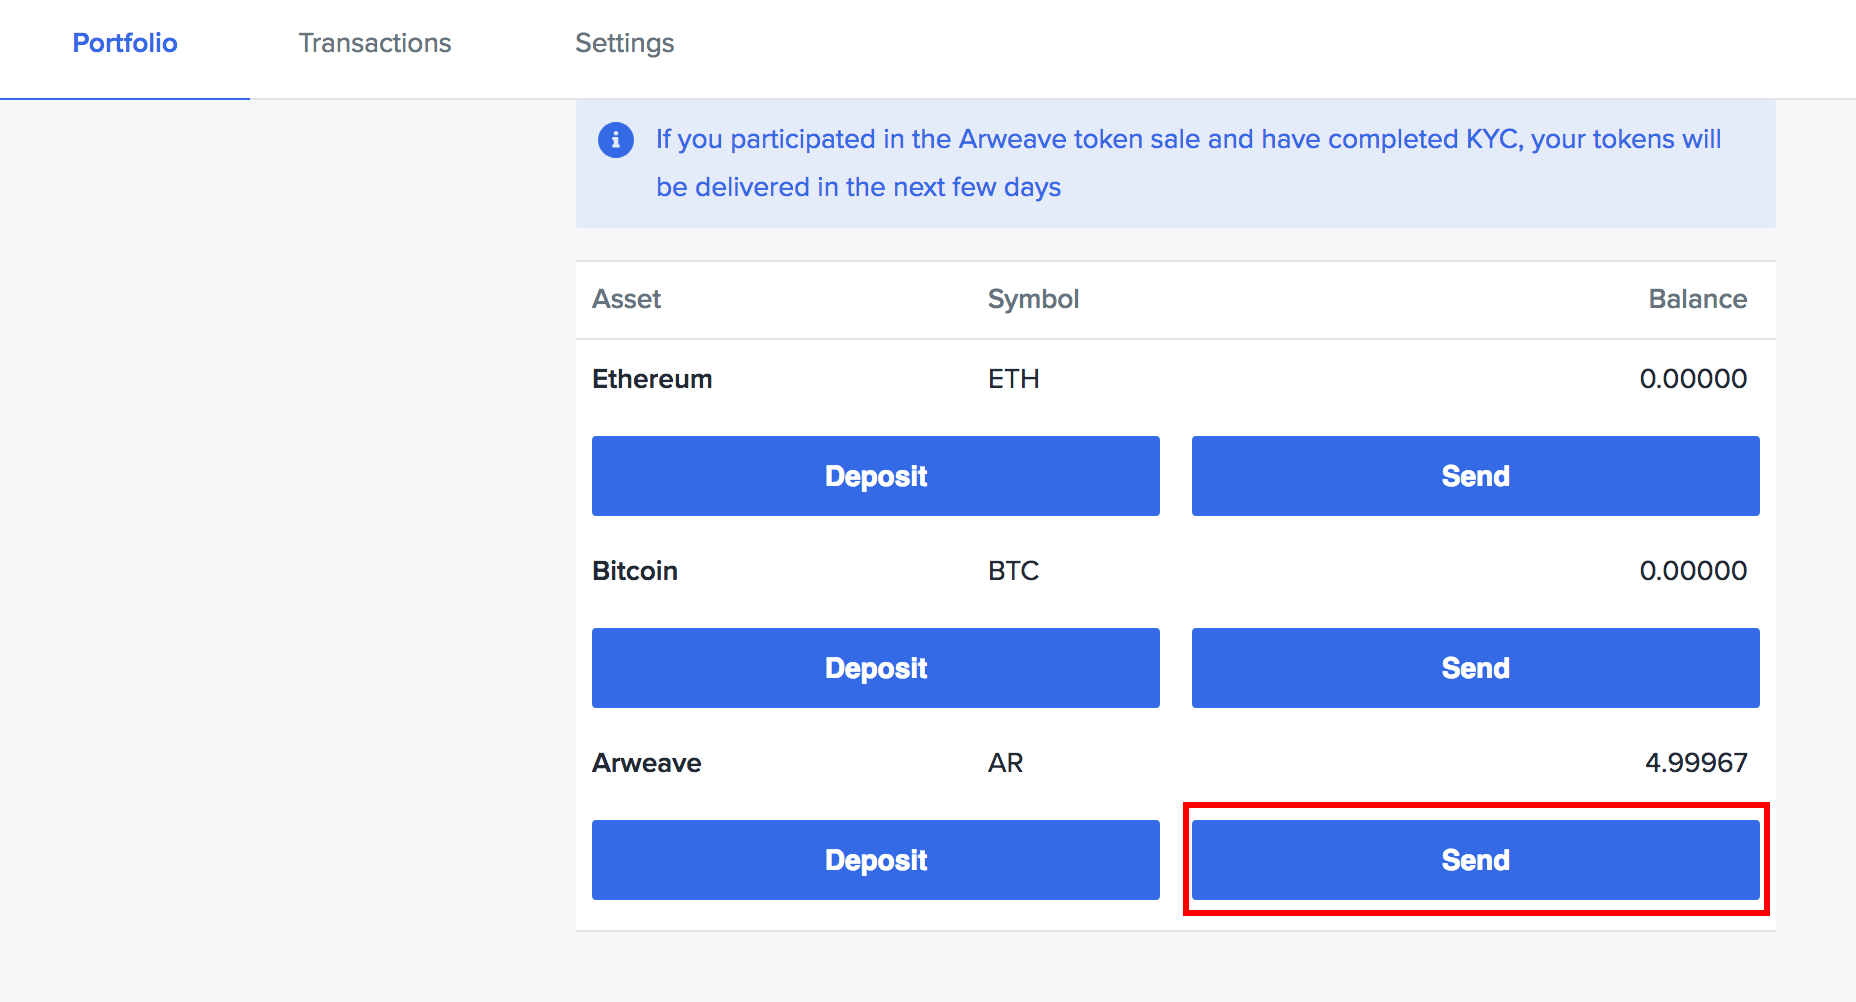 Portfolio Transactions Settings
If you participated in the Arweave token sale and have completed KYC, your tokens will
be delivered in the next few days
Asset Symbol Balance
Ethereum ETH 0.00000
Deposit Send
Bitcoin BTC 0.00000
Deposit Send
Arweave AR 4.99967
Deposit Send